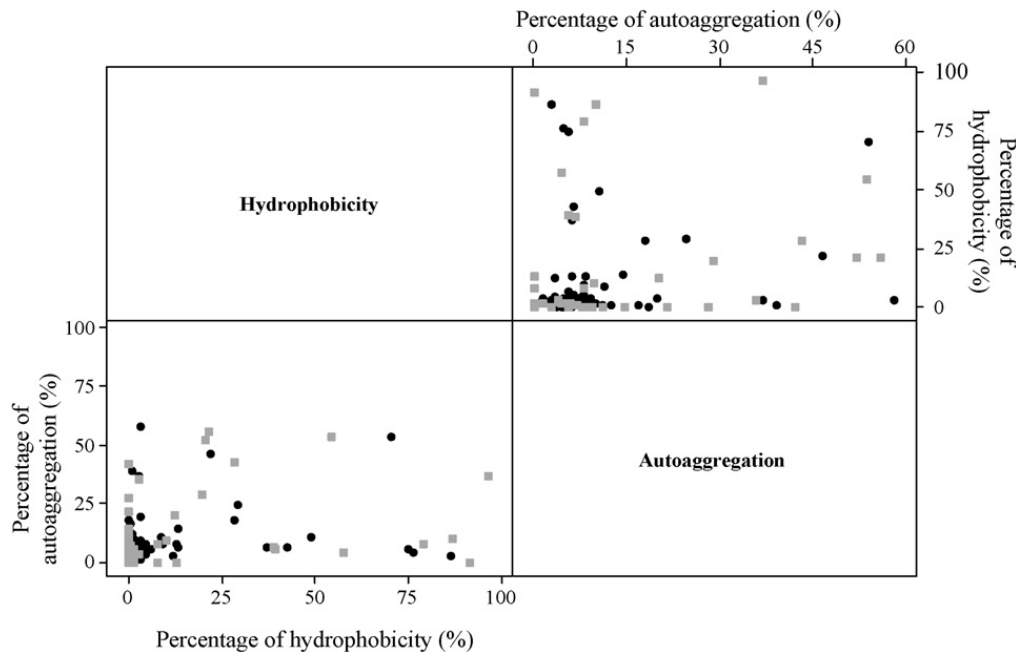 Percentage of autoaggregation (%)
0 15 30 45 60
100
75
50
25
0
Percentage of
hydrophobicity (%)
Hydrophobicity
100
75
50
25
0
Percentage of
autoaggregation (%)
Autoaggregation
0 25 50 75 100
Percentage of hydrophobicity (%)